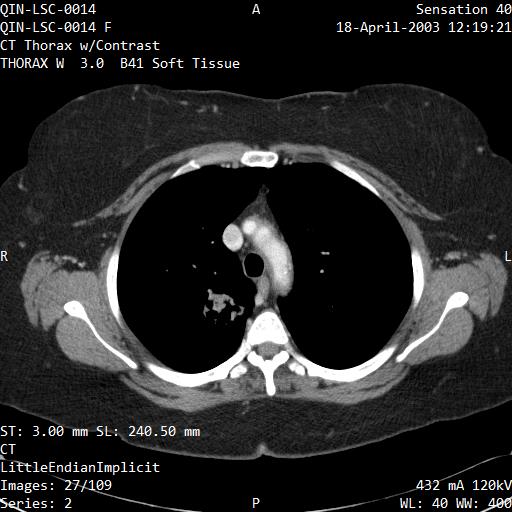 QIN-LSC-0014 A Sensation 40
QIN-LSC-0014 F 18-April-2003 12:19:21
CT Thorax w/Contrast
THORAX W 3.0 B41 Soft Tissue
R L
ST: 3.00 mm SL: 240.50 mm
CT
LittleEndianImplicit
Images: 27/109 432 mA 120kV
Series: 2 P WL: 40 WW: 400